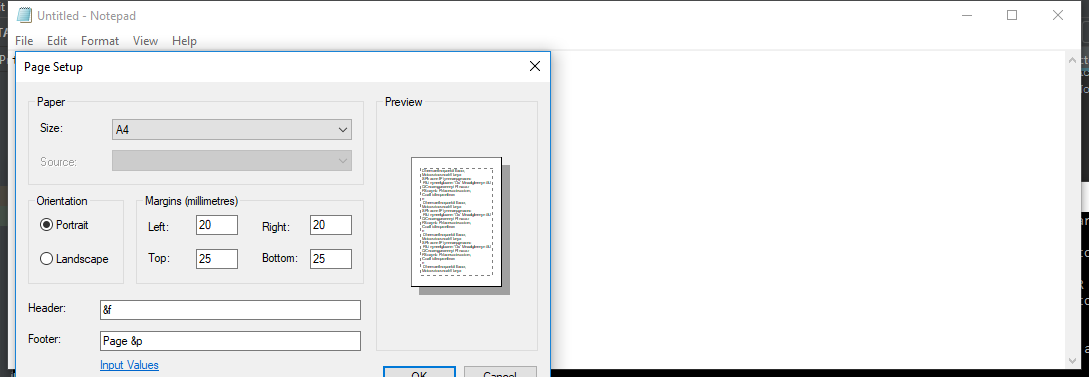 Untitled - Notepad
File Edit Format View Help
Page Setup
Paper
Size: A4
Source:
Preview
Orientation
Portrait
Landscape
Margins (millimetres)
Left: 20 Right: 20
Top: 25 Bottom: 25
Header: &f
Footer: Page &p
Input Values
OK Cancel